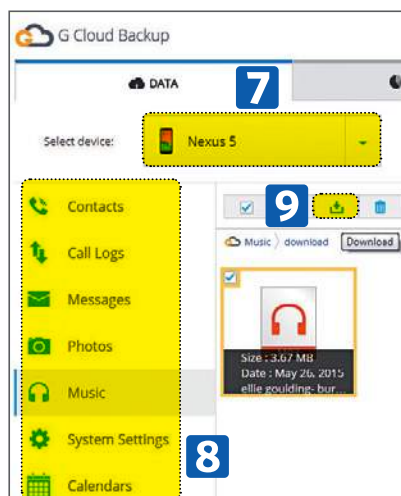 G Cloud Backup
DATA
7
Select device:
Nexus 5
Contacts
9
Music
download
Download
Call Logs
Messages
Photos
Size : 3.67 MB
Date : May 26, 2015
ellie goulding- bur...
Music
System Settings
8
Calendars